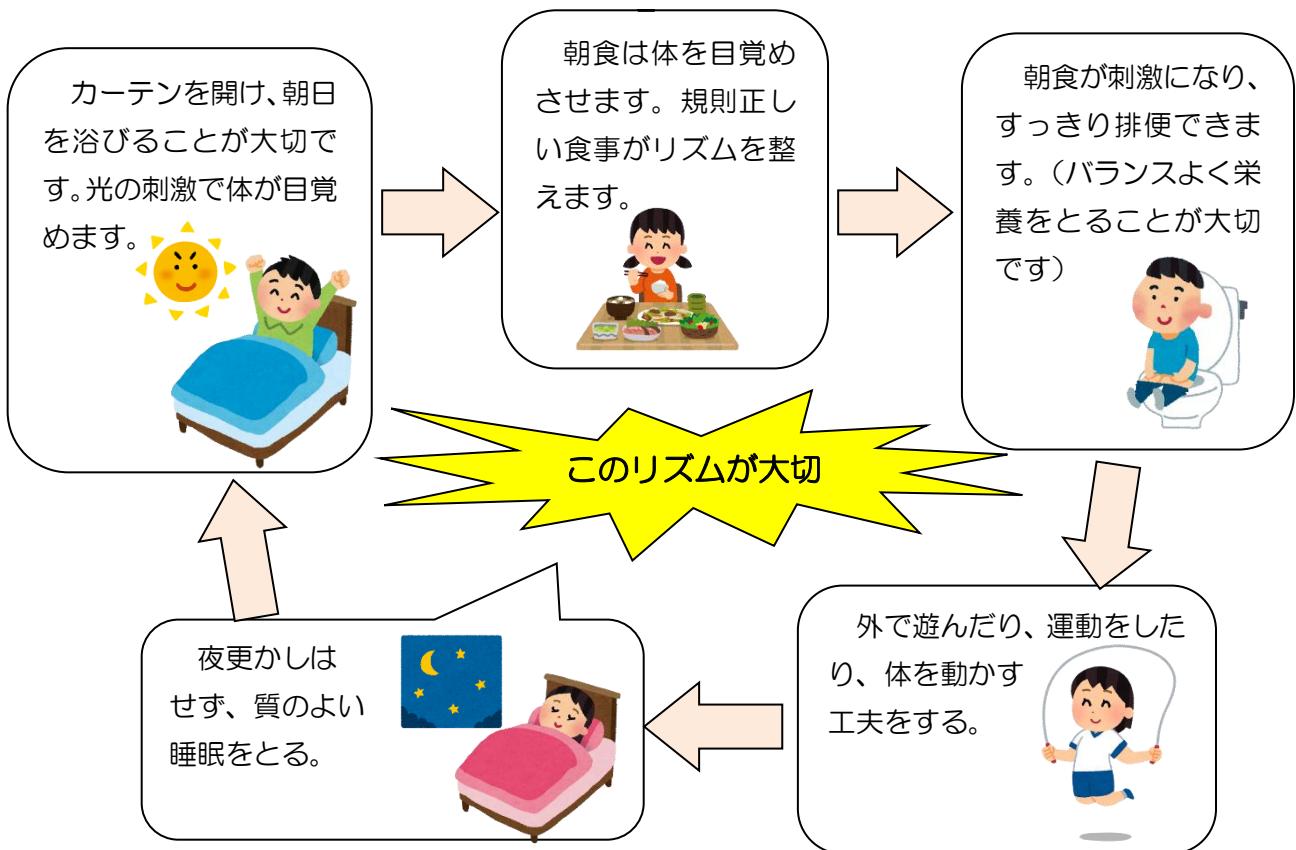 カーテンを開け、朝日
を浴びることが大切で
す。光の刺激で体が目覚
めます。
朝食は体を目覚め
させます。規則正し
い食事がリズムを整
えます。
朝食が刺激になり、
すっきり排便できま
す。（バランスよく栄
養をとることが大切
です）
このリズムが大切
外で遊んだり、運動をした
り、体を動かす
工夫をする。
夜更かしは
せず、質のよい
睡眠をとる。